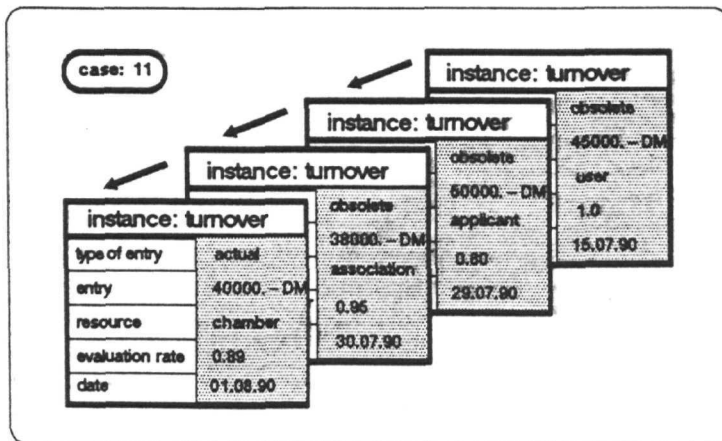 case: 11
instance: turnover
obsolete
45000.–DM
user
1.0
15.07.90
instance: turnover
obsolete
50000.–DM
applicant
0.80
29.07.90
instance: turnover
obsolete
38000.–DM
association
0.95
30.07.90
instance: turnover
type of entry actual
entry 40000.–DM
resource chamber
evaluation rate 0.89
date 01.08.90